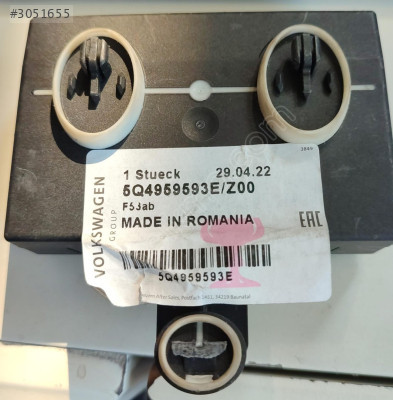 #3051655
1 Stueck 29.04.22
5Q4959593E/Z00
F53ab
MADE IN ROMANIA
VOLKSWAGEN
GROUP
EAC
5Q4959593E